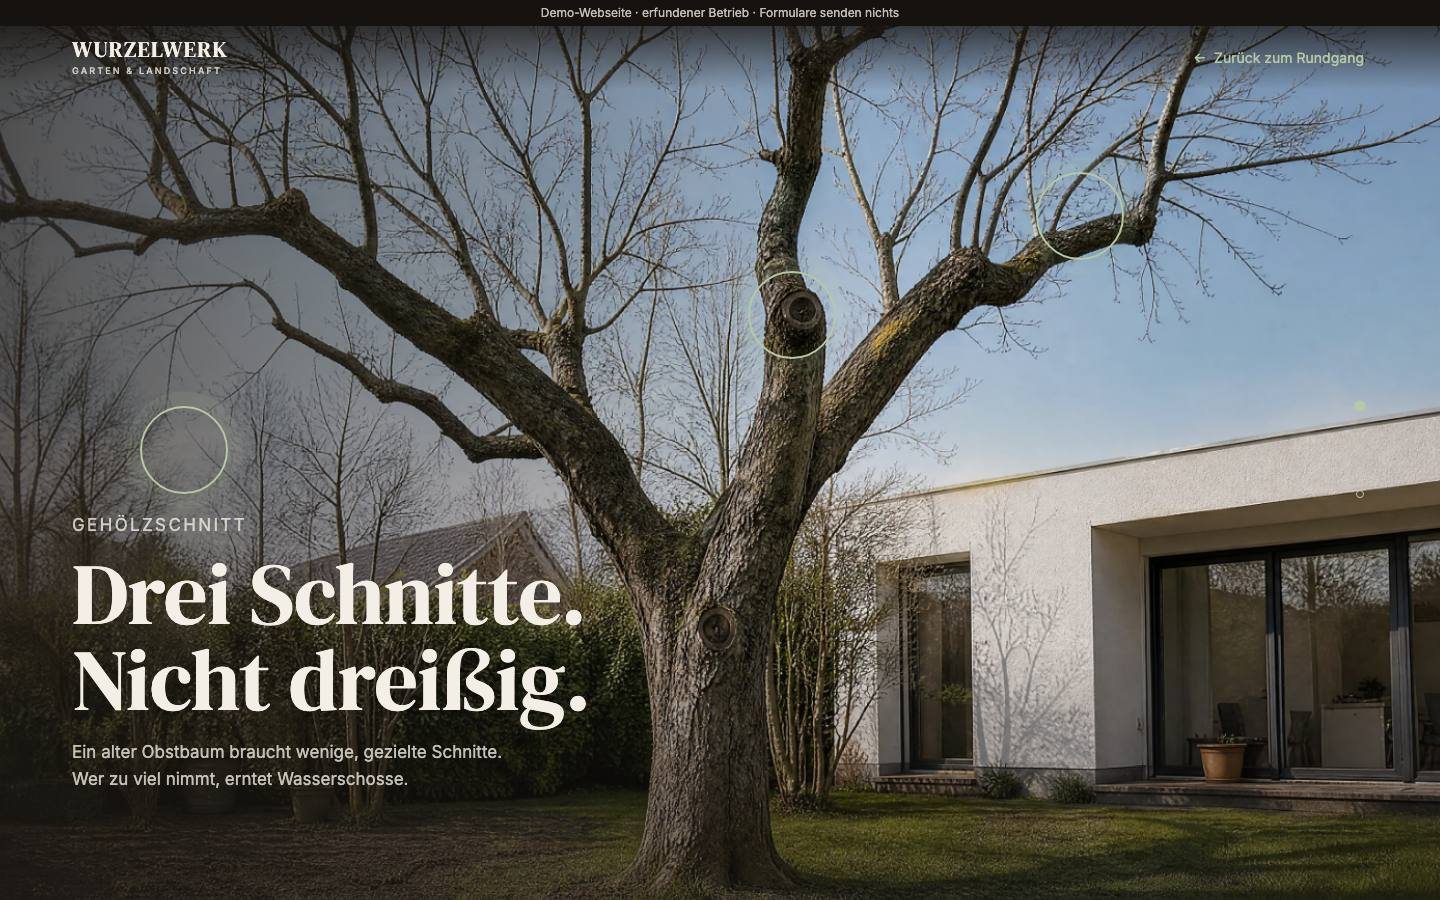 Demo-Webseite · erfundener Betrieb · Formulare senden nichts
WURZELWERK
GARTEN & LANDSCHAFT
← Zurück zum Rundgang
GEHÖLZSCHNITT
Drei Schnitte.
Nicht dreißig.
Ein alter Obstbaum braucht wenige, gezielte Schnitte.
Wer zu viel nimmt, erntet Wasserschosse.